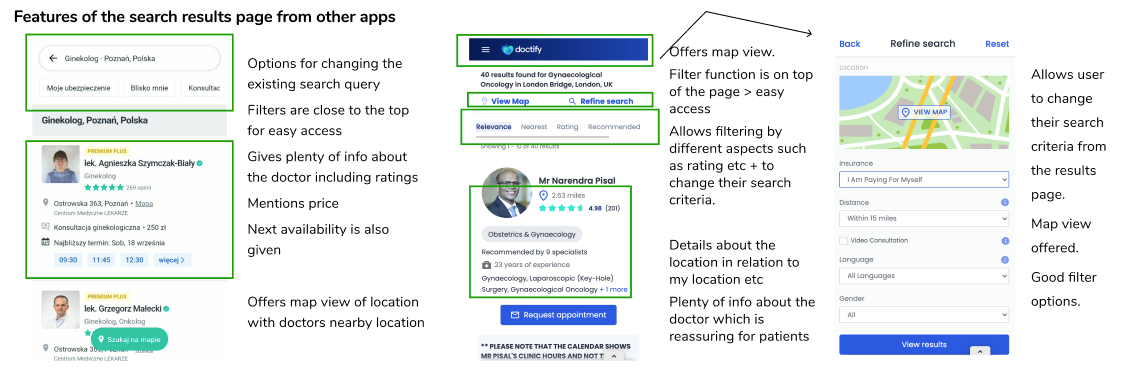 Features of the search results page from other apps
Ginekolog · Poznań, Polska
Moje ubezpieczenie
Blisko mnie
Konsultac
Ginekolog, Poznań, Polska
PREMIUM PLUS
lek. Agnieszka Szymczak-Biały
Ginekolog
269 opinii
Ostrowska 363, Poznań • Mapa
Centrum Medyczne LEKARZE
Konsultacja ginekologiczna • 250 zł
Najbliższy termin: Sob, 18 września
09:30
11:45
12:30
więcej >
PREMIUM PLUS
lek. Grzegorz Małecki
Ginekolog, Onkolog
Szukaj na mapie
Ostrowska 363, Poznań • Mapa
Centrum Medyczne LEKARZE
Options for changing the
existing search query
Filters are close to the top
for easy access
Gives plenty of info about
the doctor including ratings
Mentions price
Next availability is also
given
Offers map view of location
with doctors nearby location
doctify
40 results found for Gynaecological
Oncology in London Bridge, London, UK
View Map
Refine search
Relevance
Nearest
Rating
Recommended
Showing 1 - 10 of 40 results
Mr Narendra Pisal
2.63 miles
4.98 (201)
Obstetrics & Gynaecology
Recommended by 9 specialists
23 years of experience
Gynaecology, Laparoscopic (Key-Hole)
Surgery, Gynaecological Oncology + 1 more
Request appointment
** PLEASE NOTE THAT THE CALENDAR SHOWS
MR PISAL'S CLINIC HOURS AND NOT T
Offers map view.
Filter function is on top
of the page > easy
access
Allows filtering by
different aspects such
as rating etc + to
change their search
criteria.
Details about the
location in relation to
my location etc
Plenty of info about the
doctor which is
reassuring for patients
Back
Refine search
Reset
Location
VIEW MAP
Insurance
I Am Paying For Myself
Distance
Within 15 miles
Video Consultation
Language
All Languages
Gender
All
View results
Allows user
to change
their search
criteria from
the results
page.
Map view
offered.
Good filter
options.